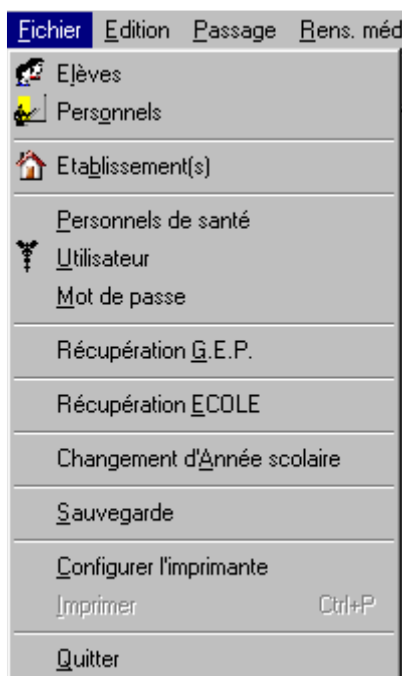 Fichier Edition Passage Rens. méd
Elèves
Personnels
Etablissement(s)
Personnels de santé
Utilisateur
Mot de passe
Récupération G.E.P.
Récupération ECOLE
Changement d'Année scolaire
Sauvegarde
Configurer l'imprimante
Imprimer Ctrl+P
Quitter